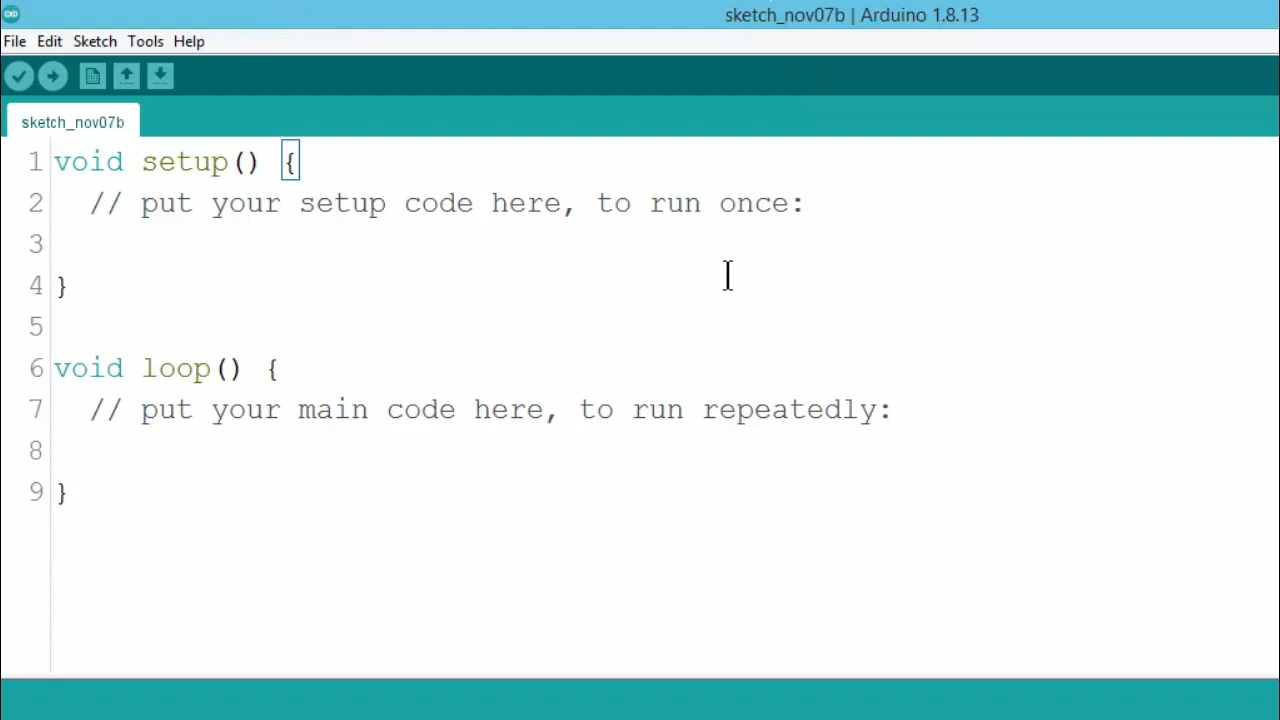 sketch_nov07b | Arduino 1.8.13
File Edit Sketch Tools Help
sketch_nov07b
1 void setup() {
2   // put your setup code here, to run once:
3
4 }
5
6 void loop() {
7   // put your main code here, to run repeatedly:
8
9 }